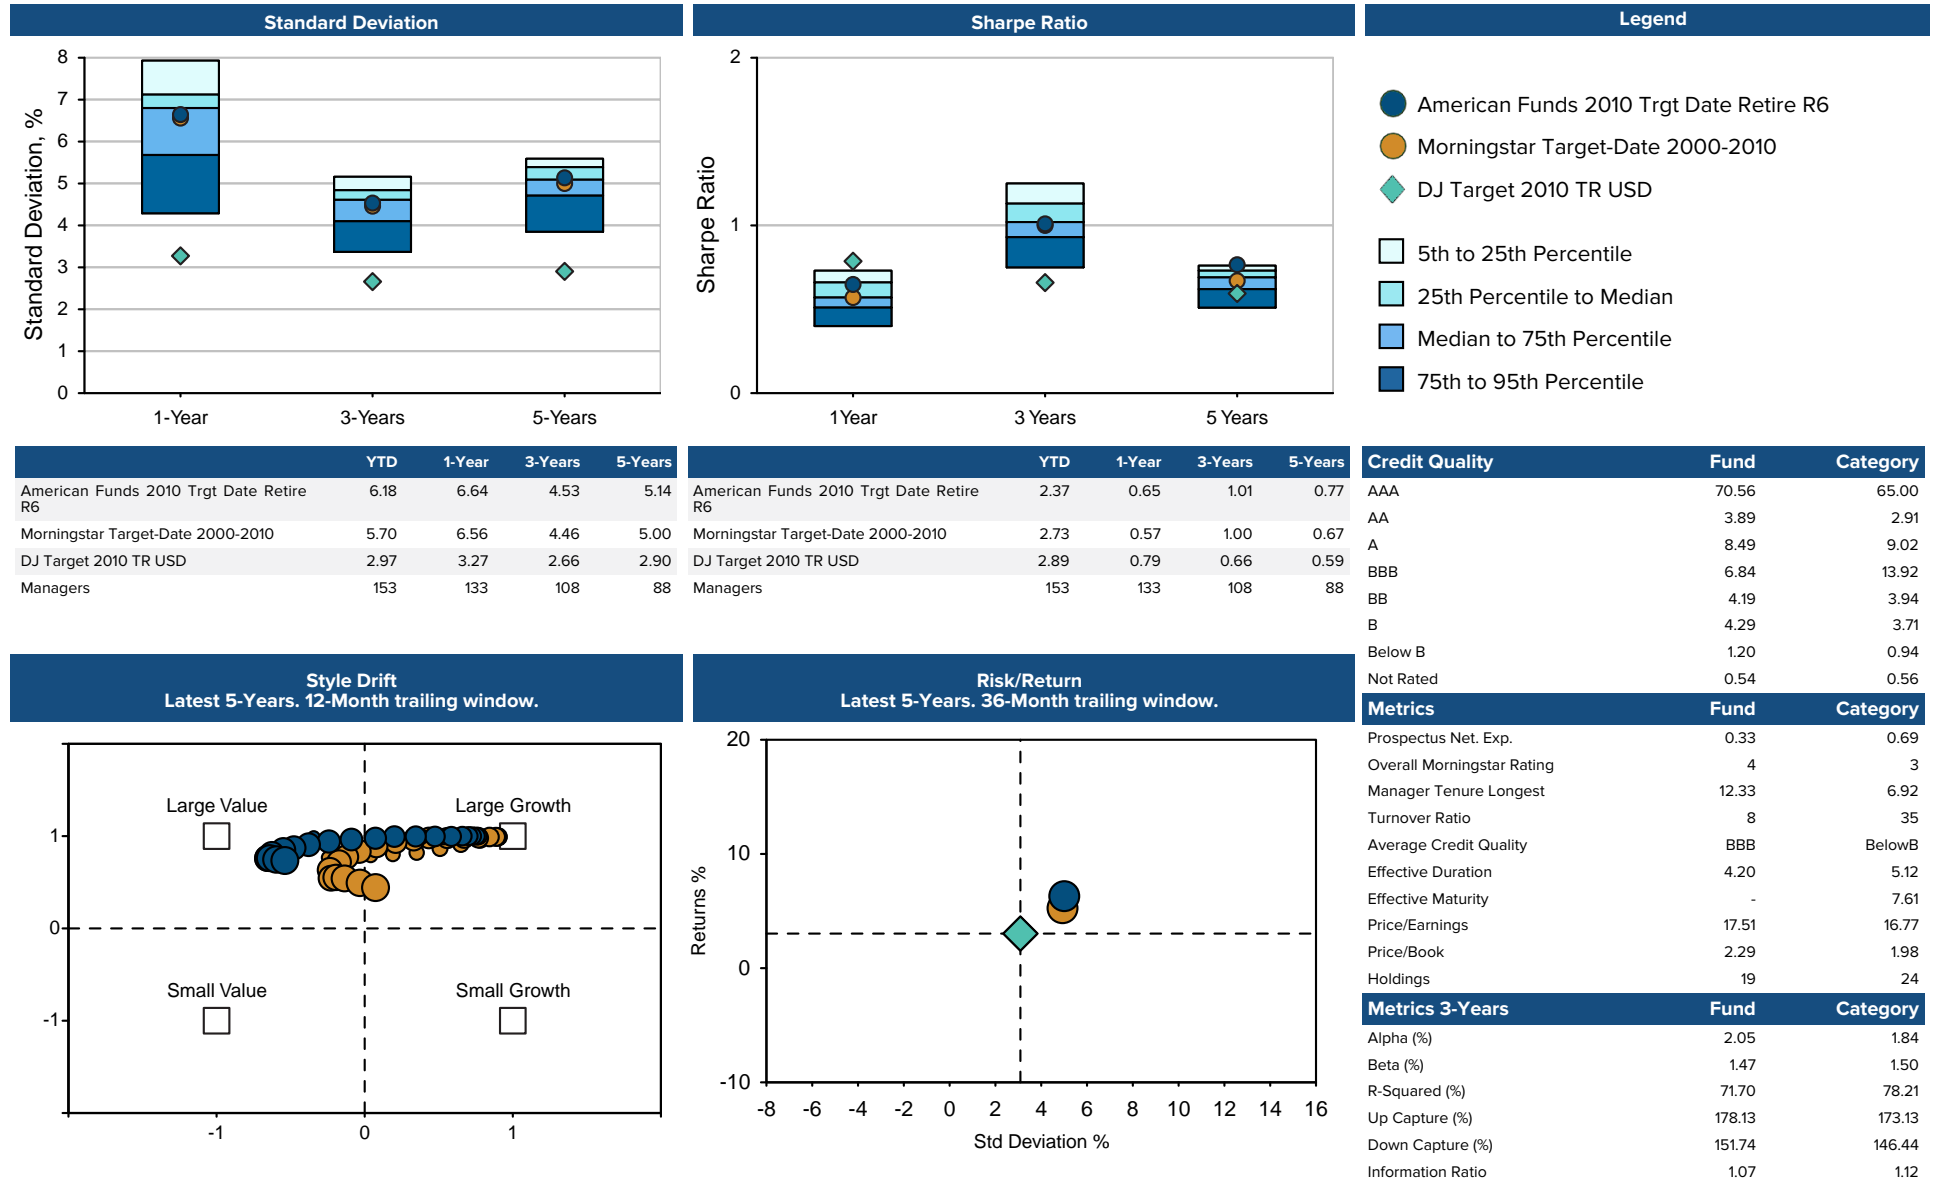 Standard Deviation
8
7
6
5
4
3
2
1
0
Standard Deviation, %
1-Year 3-Years 5-Years
YTD 1-Year 3-Years 5-Years
American Funds 2010 Trgt Date Retire
R6 6.18 6.64 4.53 5.14
Morningstar Target-Date 2000-2010 5.70 6.56 4.46 5.00
DJ Target 2010 TR USD 2.97 3.27 2.66 2.90
Managers 153 133 108 88
Sharpe Ratio
2
1
0
Sharpe Ratio
1Year 3 Years 5 Years
YTD 1-Year 3-Years 5-Years
American Funds 2010 Trgt Date Retire
R6 2.37 0.65 1.01 0.77
Morningstar Target-Date 2000-2010 2.73 0.57 1.00 0.67
DJ Target 2010 TR USD 2.89 0.79 0.66 0.59
Managers 153 133 108 88
Legend
American Funds 2010 Trgt Date Retire R6
Morningstar Target-Date 2000-2010
DJ Target 2010 TR USD
5th to 25th Percentile
25th Percentile to Median
Median to 75th Percentile
75th to 95th Percentile
Style Drift
Latest 5-Years. 12-Month trailing window.
Large Value Large Growth
Small Value Small Growth
1
0
-1
-1 0 1
Risk/Return
Latest 5-Years. 36-Month trailing window.
20
10
0
-10
Returns %
-8 -6 -4 -2 0 2 4 6 8 10 12 14 16
Std Deviation %
Credit Quality Fund Category
AAA 70.56 65.00
AA 3.89 2.91
A 8.49 9.02
BBB 6.84 13.92
BB 4.19 3.94
B 4.29 3.71
Below B 1.20 0.94
Not Rated 0.54 0.56
Metrics Fund Category
Prospectus Net. Exp. 0.33 0.69
Overall Morningstar Rating 4 3
Manager Tenure Longest 12.33 6.92
Turnover Ratio 8 35
Average Credit Quality BBB BelowB
Effective Duration 4.20 5.12
Effective Maturity - 7.61
Price/Earnings 17.51 16.77
Price/Book 2.29 1.98
Holdings 19 24
Metrics 3-Years Fund Category
Alpha (%) 2.05 1.84
Beta (%) 1.47 1.50
R-Squared (%) 71.70 78.21
Up Capture (%) 178.13 173.13
Down Capture (%) 151.74 146.44
Information Ratio 1.07 1.12